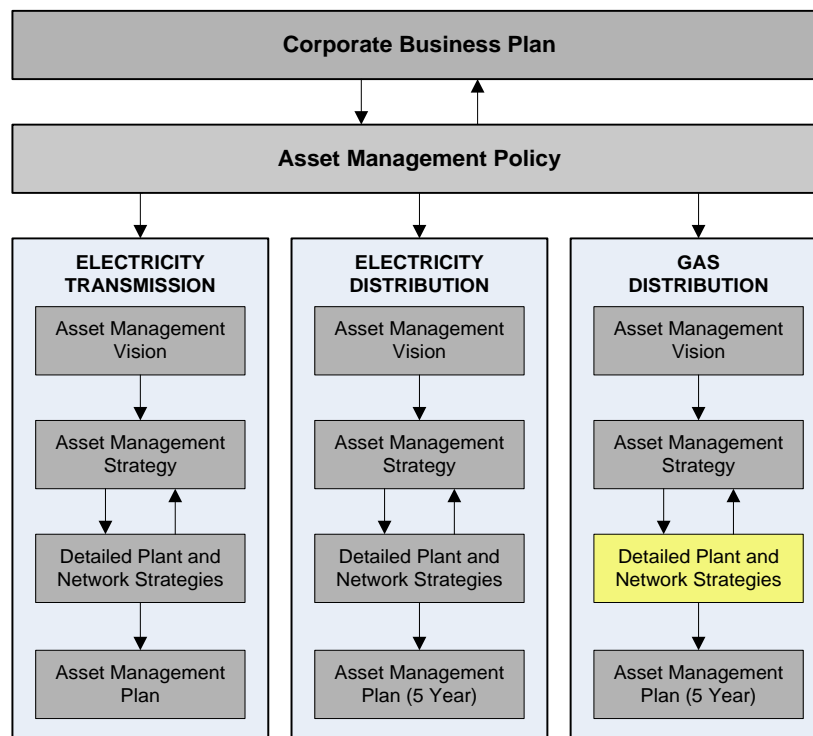 Corporate Business Plan
Asset Management Policy
ELECTRICITY
TRANSMISSION
Asset Management
Vision
Asset Management
Strategy
Detailed Plant and
Network Strategies
Asset Management
Plan
ELECTRICITY
DISTRIBUTION
Asset Management
Vision
Asset Management
Strategy
Detailed Plant and
Network Strategies
Asset Management
Plan (5 Year)
GAS
DISTRIBUTION
Asset Management
Vision
Asset Management
Strategy
Detailed Plant and
Network Strategies
Asset Management
Plan (5 Year)